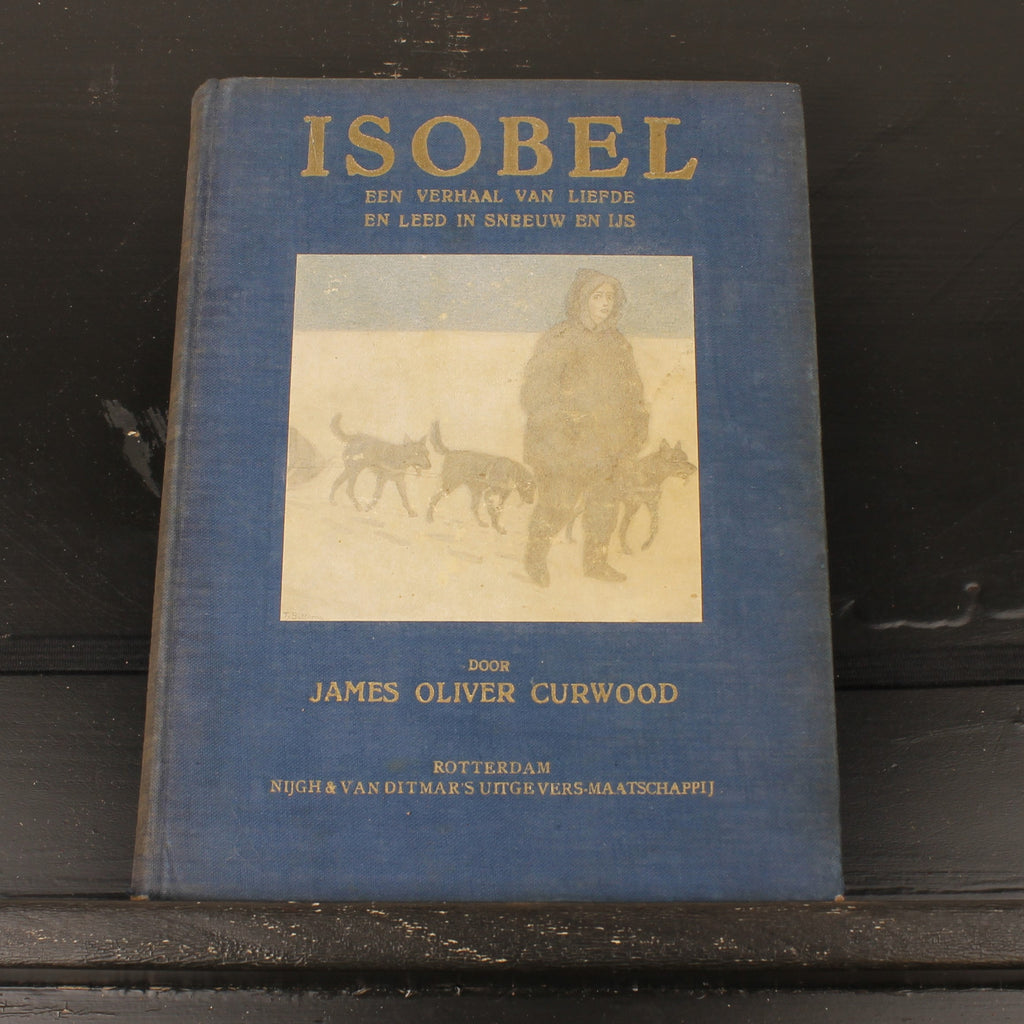 ISOBEL
EEN VERHAAL VAN LIEFDE
EN LEED IN SNEEUW EN IJS
DOOR
JAMES OLIVER CURWOOD
ROTTERDAM
NIJGH & VAN DITMAR'S UITGEVERS-MAATSCHAPPIJ